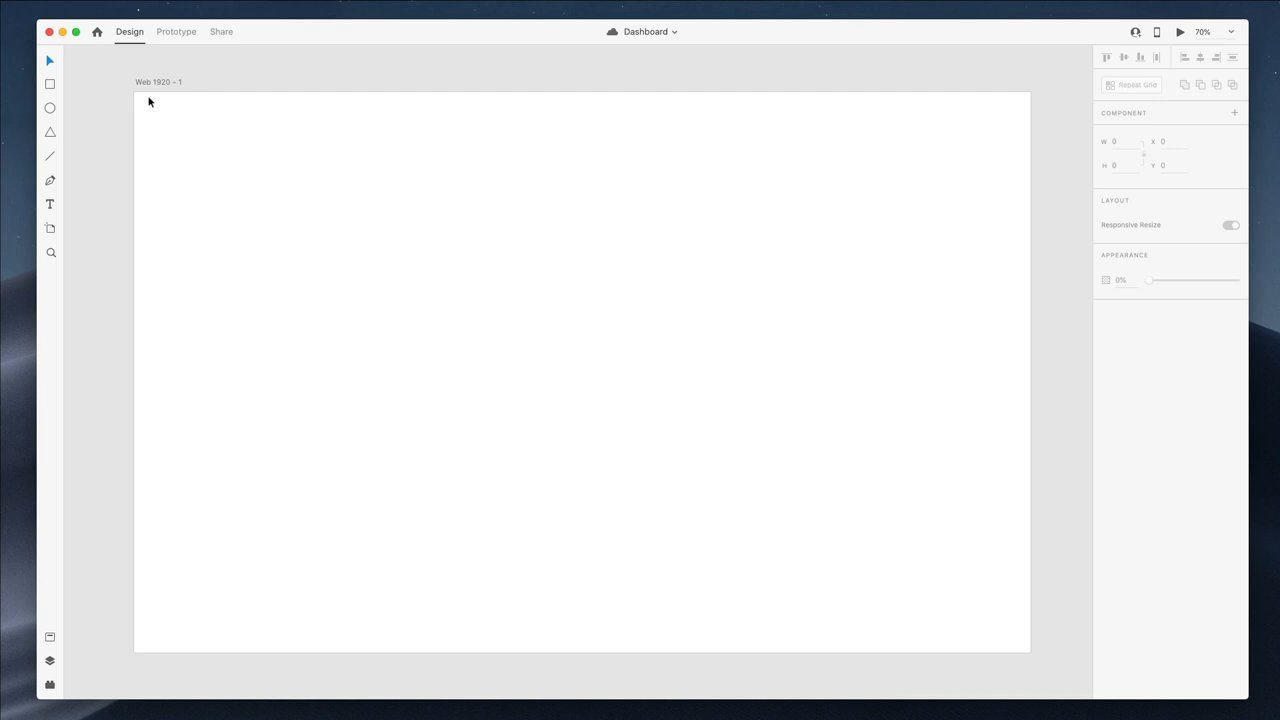 Design Prototype Share Dashboard 70%
Web 1920 – 1
Repeat Grid
COMPONENT
W 0 X 0
H 0 Y 0
LAYOUT
Responsive Resize
APPEARANCE
0%
T